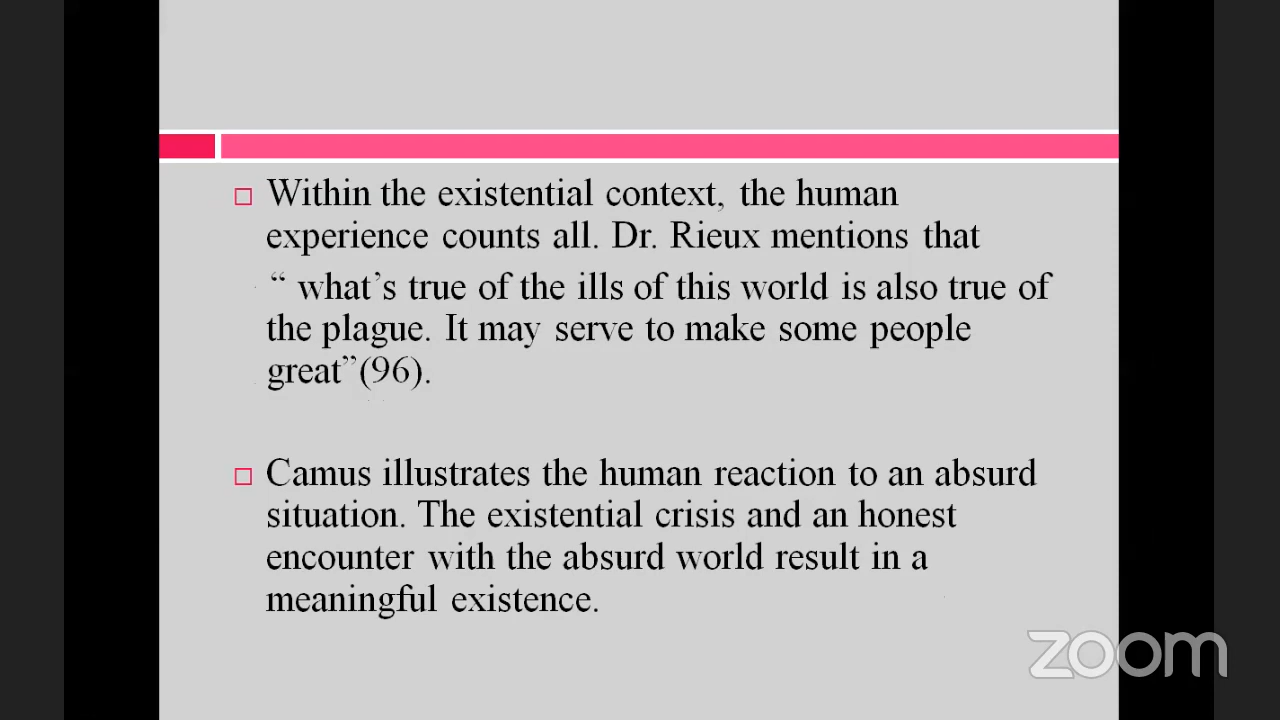 Within the existential context, the human
experience counts all. Dr. Rieux mentions that
“ what’s true of the ills of this world is also true of
the plague. It may serve to make some people
great”(96).
Camus illustrates the human reaction to an absurd
situation. The existential crisis and an honest
encounter with the absurd world result in a
meaningful existence.
zoom